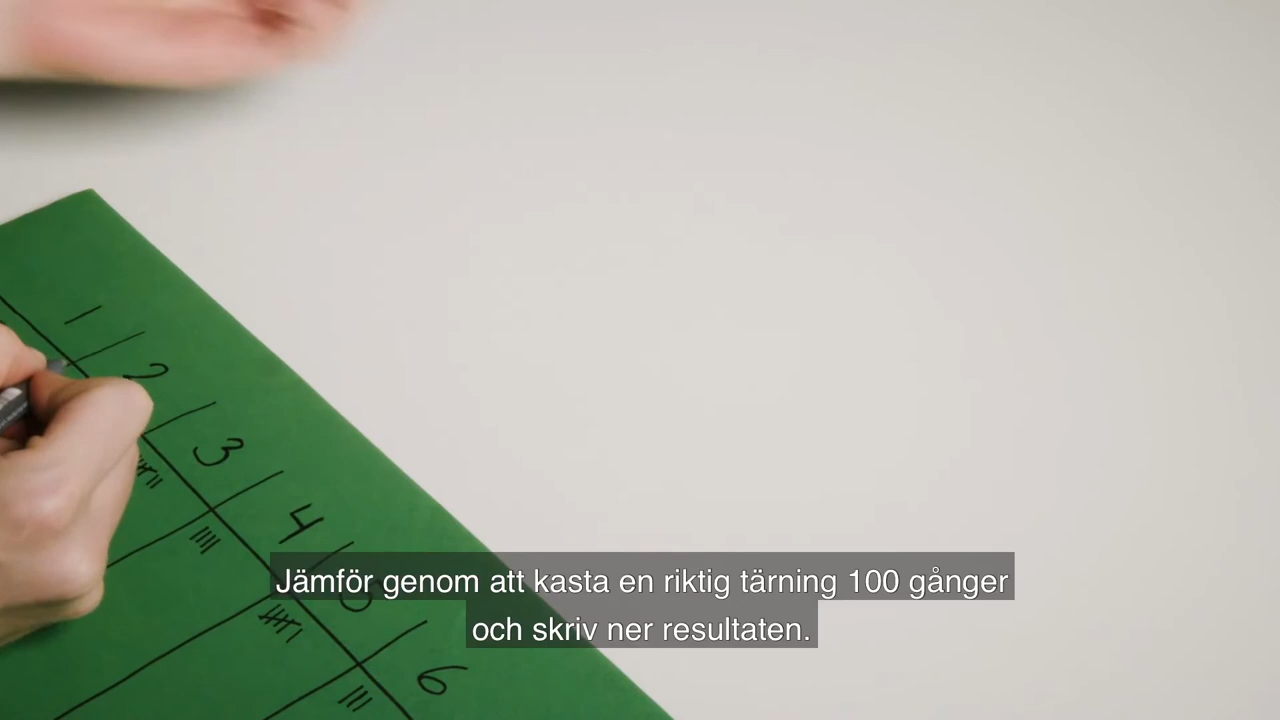 1
2
3
4
6
Jämför genom att kasta en riktig tärning 100 gånger
och skriv ner resultaten.